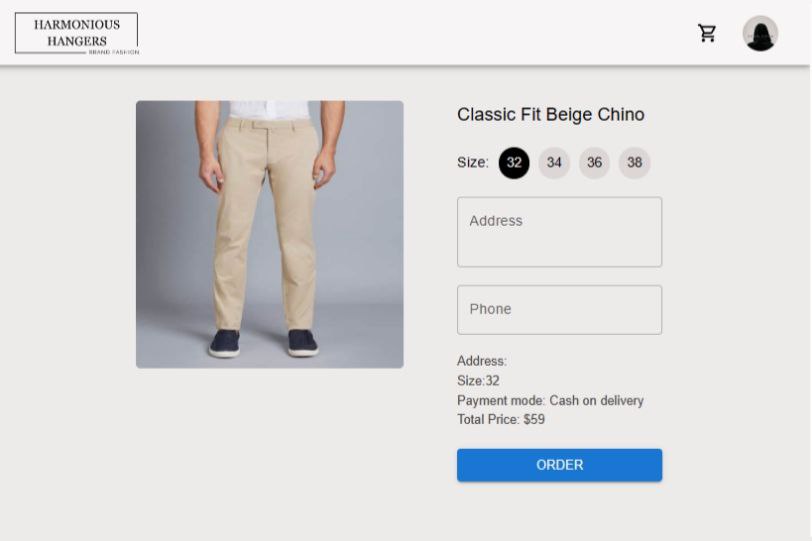 HARMONIOUS
HANGERS
BRAND FASHION
Classic Fit Beige Chino
Size: 32 34 36 38
Address
Phone
Address:
Size:32
Payment mode: Cash on delivery
Total Price: $59
ORDER